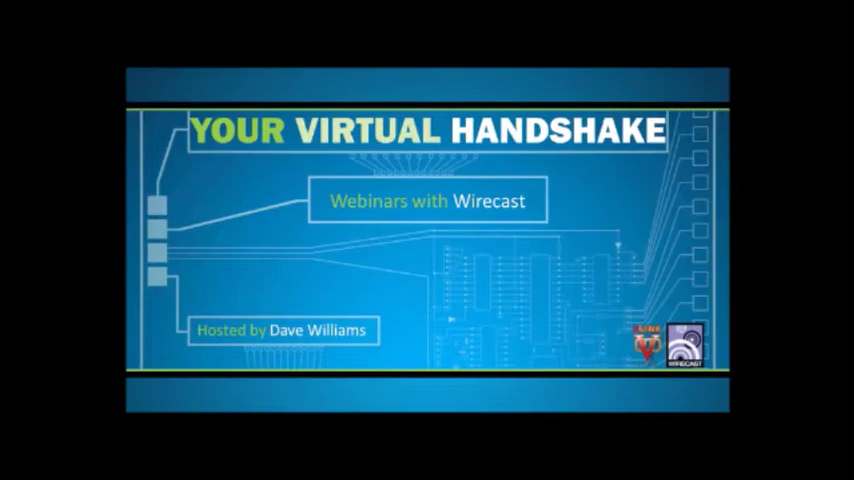 YOUR VIRTUAL HANDSHAKE
Webinars with Wirecast
Hosted by Dave Williams
WIRECAST